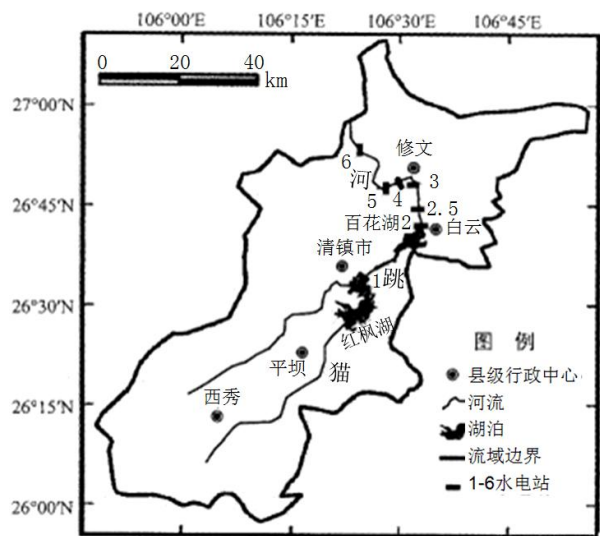 106°00′E 106°15′E 106°30′E 106°45′E
0 20 40
km
27°00′N
修文
6
河
3
5
4
26°45′N
2.5
百花湖2
白云
清镇市
1
跳
26°30′N
红枫湖
图 例
平坝
猫
县级行政中心
西秀
河流
26°15′N
湖泊
流域边界
1-6水电站
26°00′N